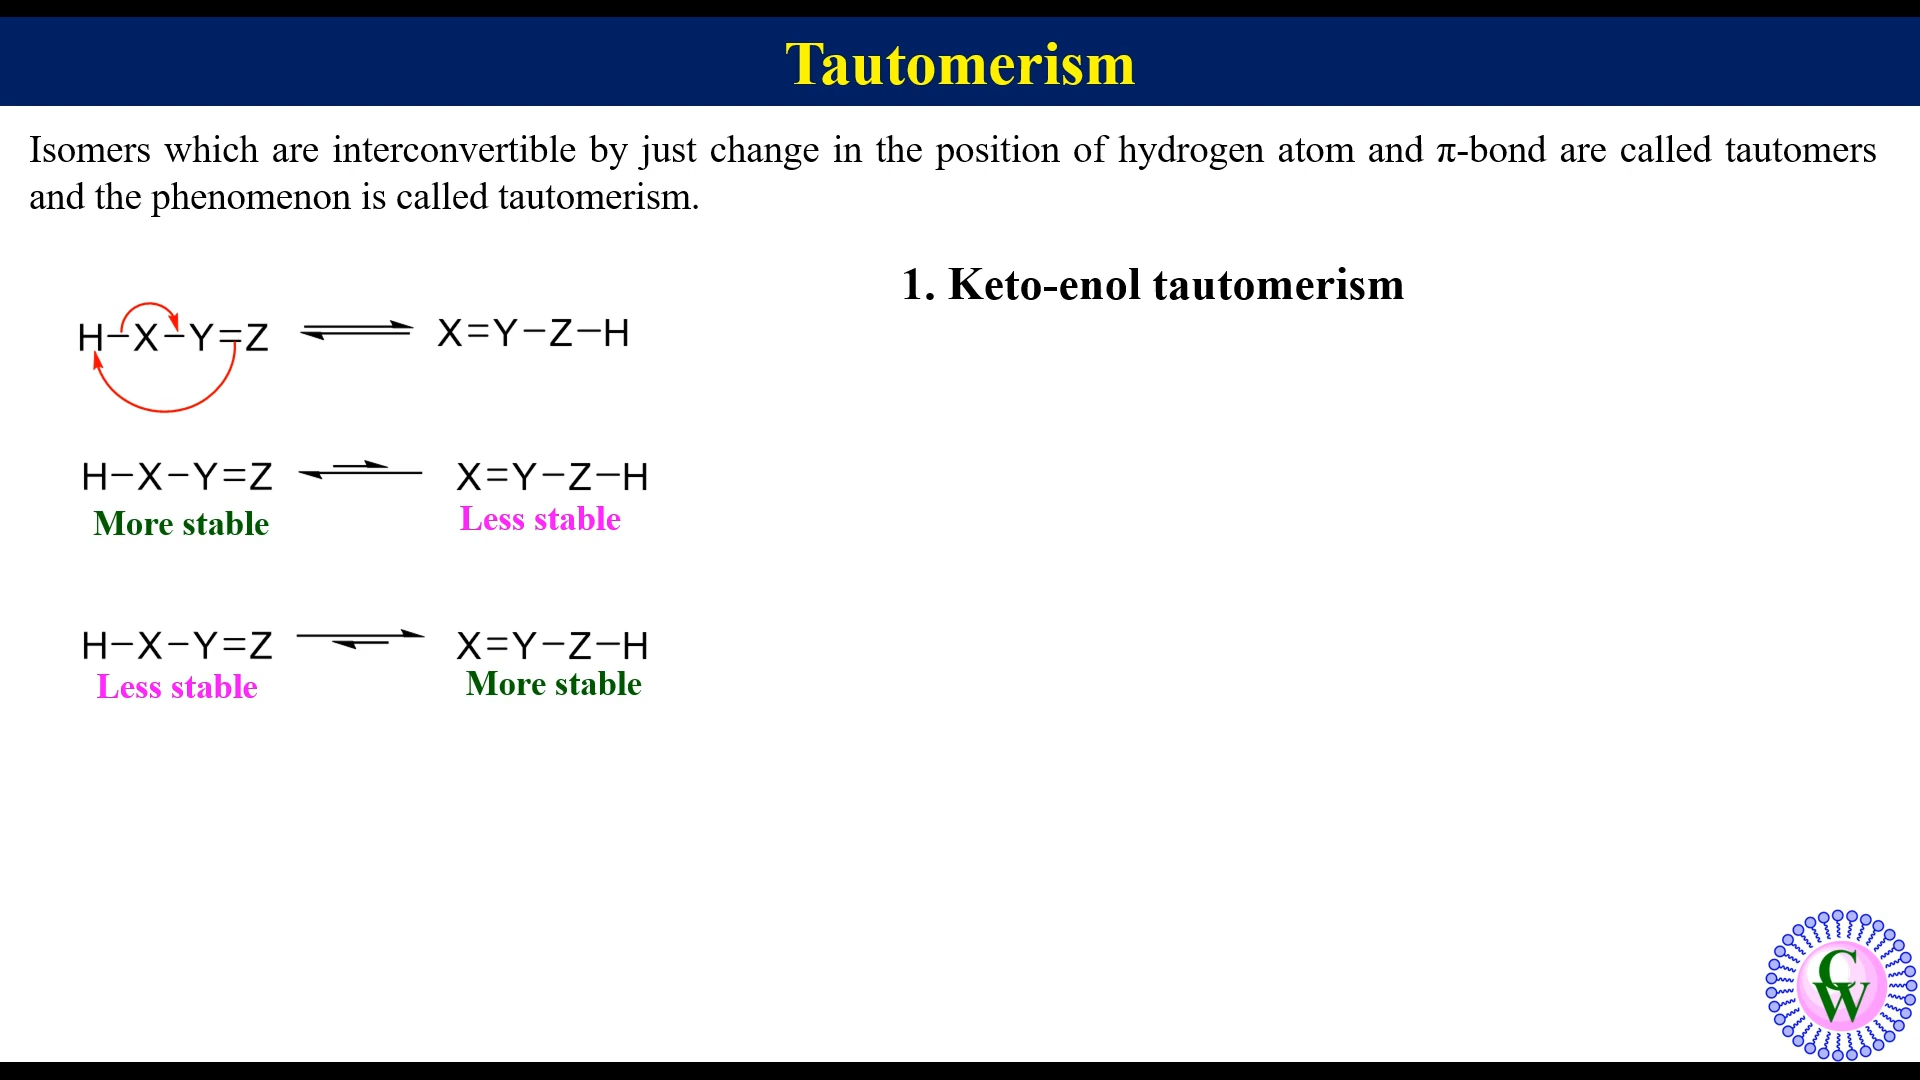 Tautomerism
Isomers which are interconvertible by just change in the position of hydrogen atom and π-bond are called tautomers
and the phenomenon is called tautomerism.
1. Keto-enol tautomerism
H–X–Y=Z ⇌ X=Y–Z–H
H–X–Y=Z ⇌ X=Y–Z–H
More stable Less stable
H–X–Y=Z ⇌ X=Y–Z–H
Less stable More stable
CW